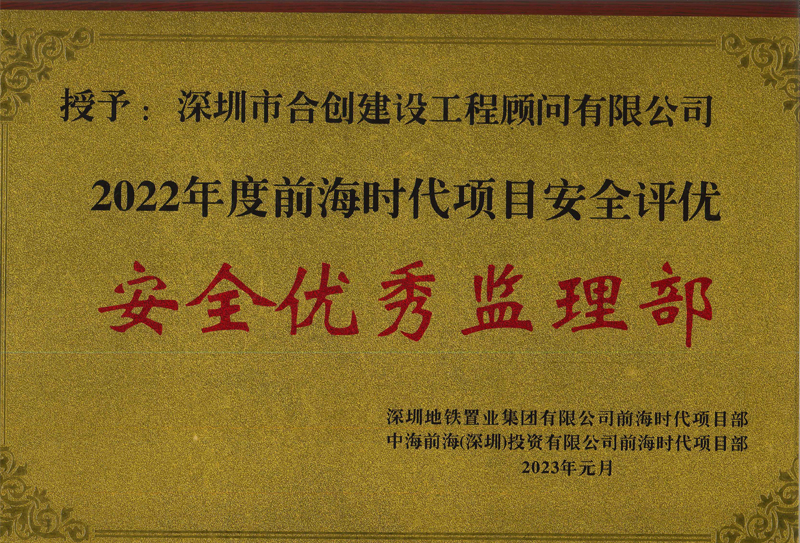 授予：深圳市合创建设工程顾问有限公司
2022年度前海时代项目安全评优
安全优秀监理部
深圳地铁置业集团有限公司前海时代项目部
中海前海(深圳)投资有限公司前海时代项目部
2023年元月